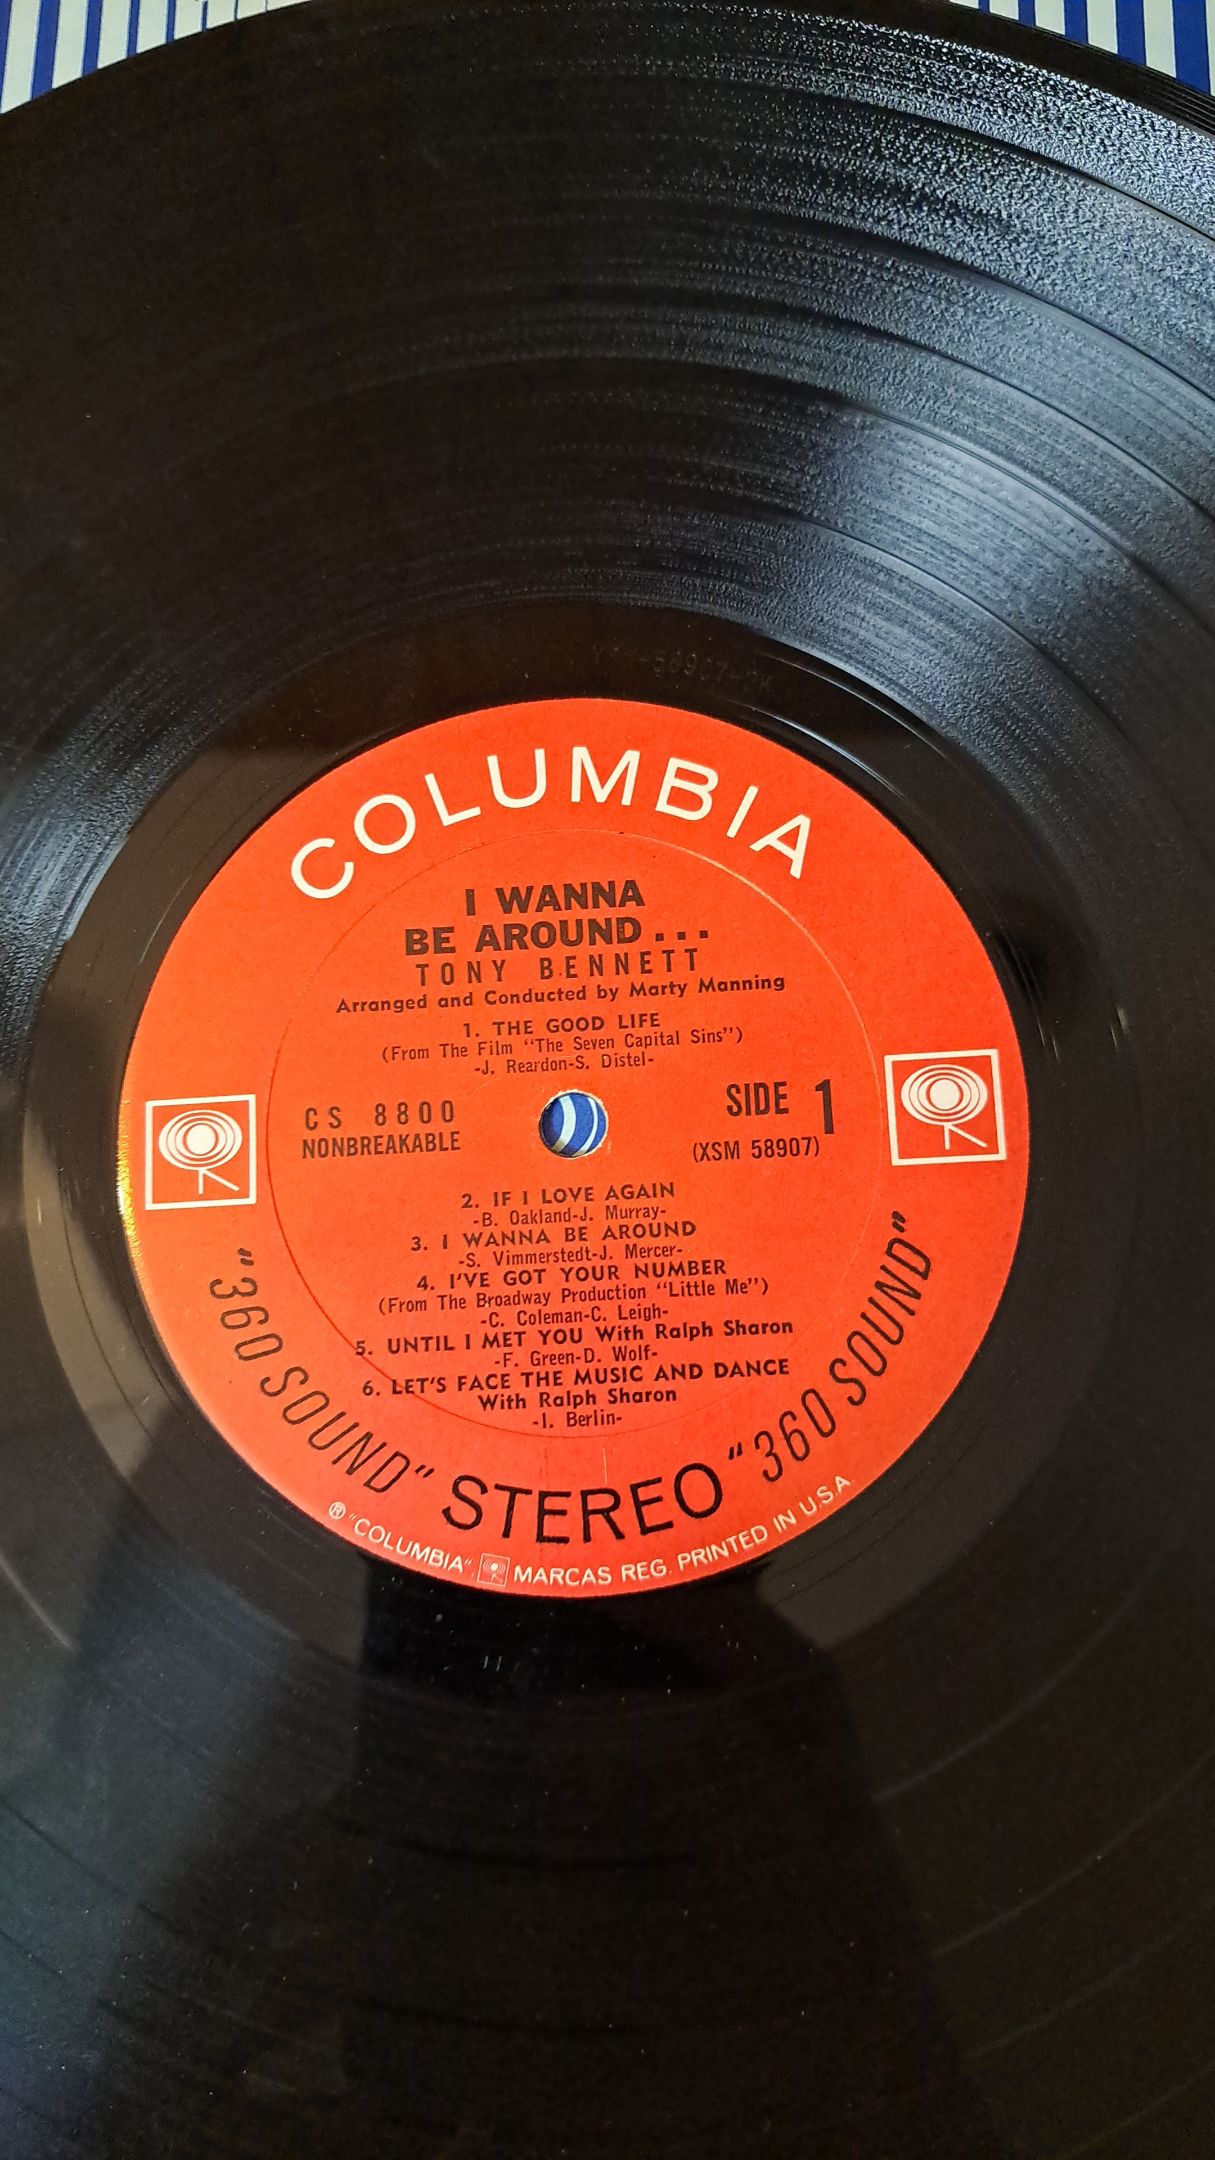 COLUMBIA
I WANNA
BE AROUND...
TONY BENNETT
Arranged and Conducted by Marty Manning
1. THE GOOD LIFE
(From The Film "The Seven Capital Sins")
-J. Reardon-S. Distel-
CS 8800
NONBREAKABLE
SIDE 1
(XSM 58907)
2. IF I LOVE AGAIN
-B. Oakland-J. Murray-
3. I WANNA BE AROUND
-S. Vimmerstedt-J. Mercer-
4. I'VE GOT YOUR NUMBER
(From The Broadway Production "Little Me")
-C. Coleman-C. Leigh-
5. UNTIL I MET YOU With Ralph Sharon
-F. Green-D. Wolf-
6. LET'S FACE THE MUSIC AND DANCE
With Ralph Sharon
-I. Berlin-
"360 SOUND" STEREO "360 SOUND"
® "COLUMBIA", MARCAS REG. PRINTED IN U.S.A.